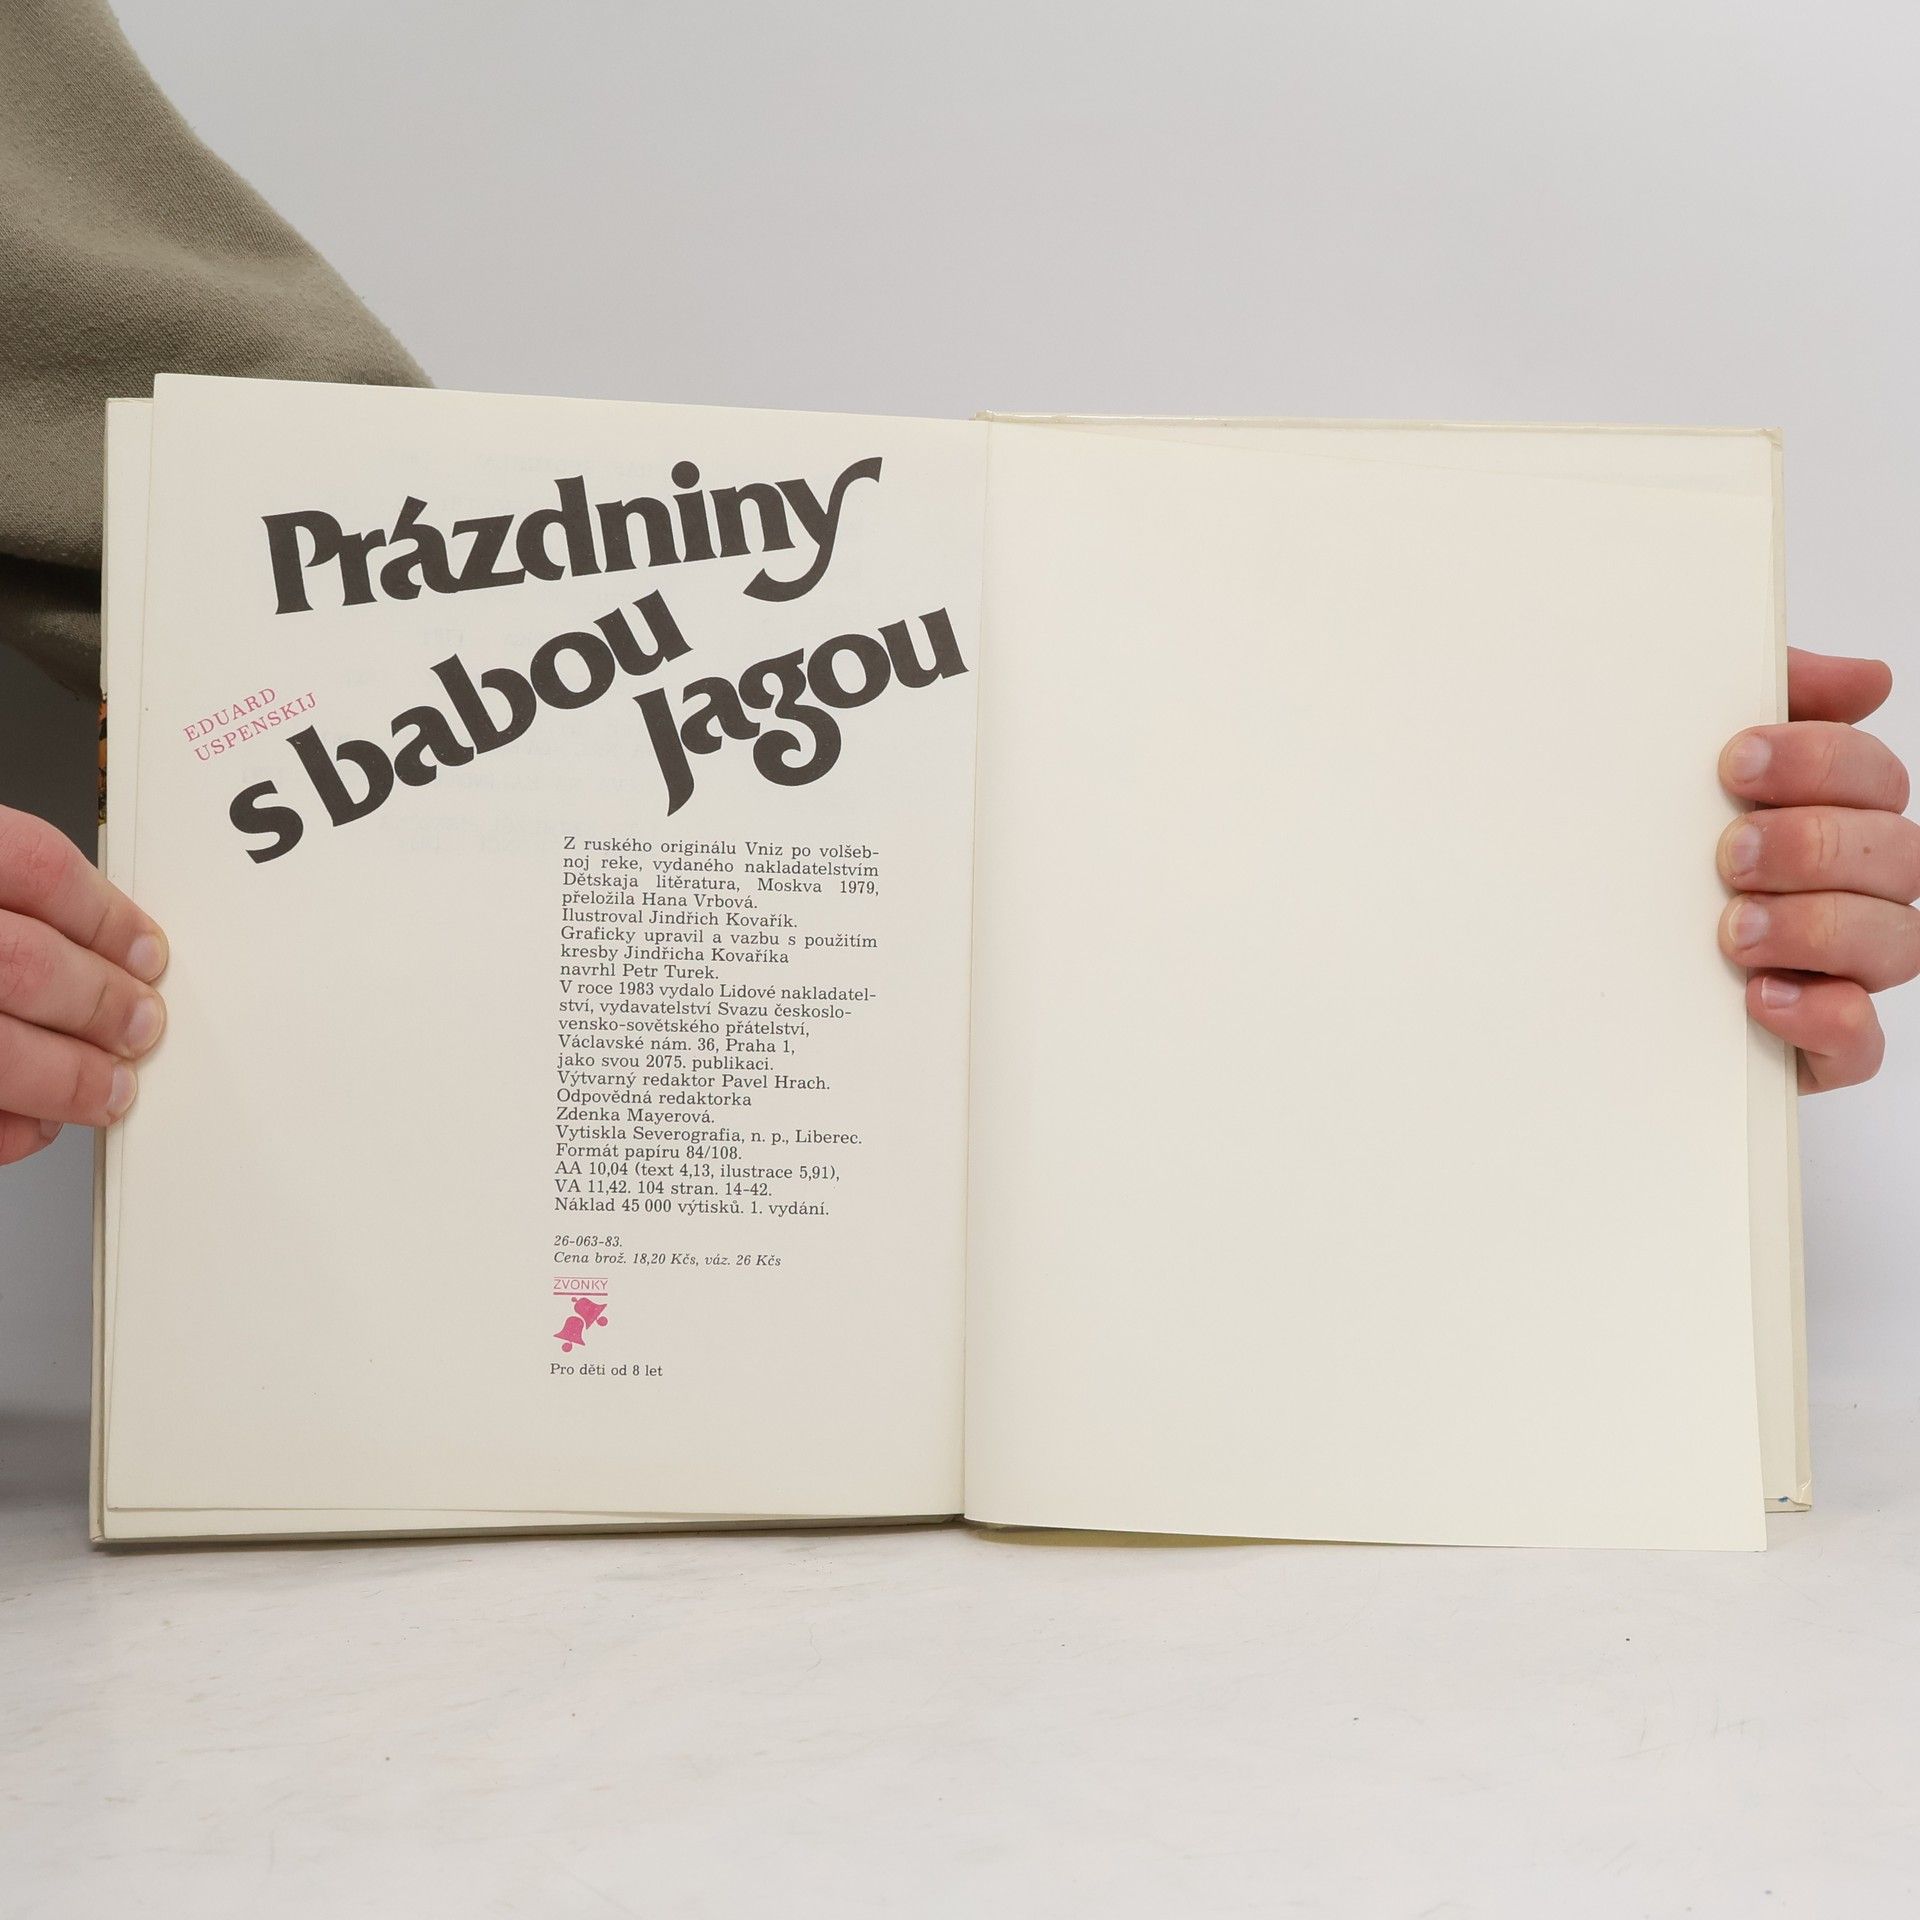 Prázdniny
s babou
Jagou
EDUARD
USPENSKIJ
Z ruského originálu Vniz po volšeb-
noj reke, vydaného nakladatelstvím
Dětskaja litěratura, Moskva 1979,
přeložila Hana Vrbová.
Ilustroval Jindřich Kovařík.
Graficky upravil a vazbu s použitím
kresby Jindřicha Kovaříka
navrhl Petr Turek.
V roce 1983 vydalo Lidové nakladatel-
ství, vydavatelství Svazu českoslo-
vensko-sovětského přátelství,
Václavské nám. 36, Praha 1,
jako svou 2075. publikaci.
Výtvarný redaktor Pavel Hrach.
Odpovědná redaktorka
Zdenka Mayerová.
Vytiskla Severografia, n. p., Liberec.
Formát papíru 84/108.
AA 10,04 (text 4,13, ilustrace 5,91),
VA 11,42. 104 stran. 14-42.
Náklad 45 000 výtisků. 1. vydání.
26-063-83.
Cena brož. 18,20 Kčs, váz. 26 Kčs
ZVONKY
Pro děti od 8 let